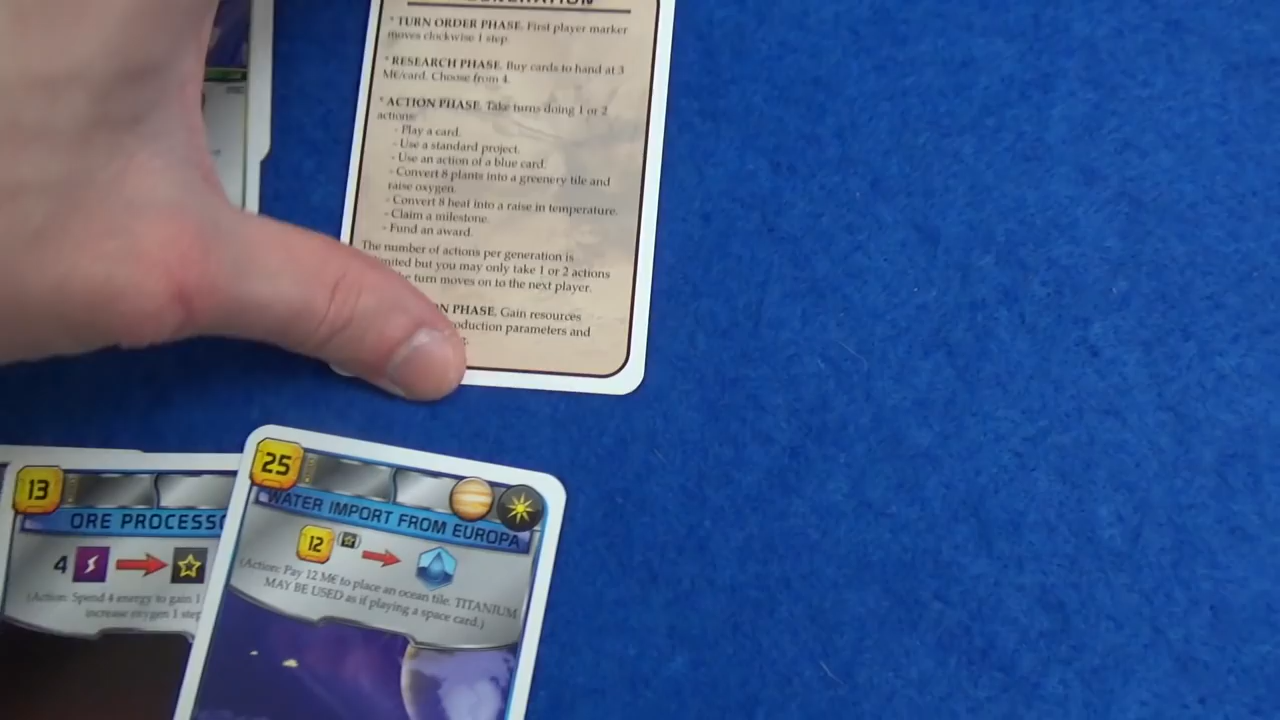 * TURN ORDER PHASE. First player marker
moves clockwise 1 step.
* RESEARCH PHASE. Buy cards to hand at 3
M€/card. Choose from 4.
* ACTION PHASE. Take turns doing 1 or 2
actions:
- Play a card.
- Use a standard project.
- Use an action of a blue card.
- Convert 8 plants into a greenery tile and
raise oxygen.
- Convert 8 heat into a raise in temperature.
- Claim a milestone.
- Fund an award.
The number of actions per generation is
but you may only take 1 or 2 actions
turn moves on to the next player.
PHASE. Gain resources
parameters and
13
ORE PROCESSO
4
(Action: Spend 4 energy to gain 1
increase oxygen 1 step
25
WATER IMPORT FROM EUROPA
12
(Action: Pay 12 M€ to place an ocean tile. TITANIUM
MAY BE USED as if playing a space card.)